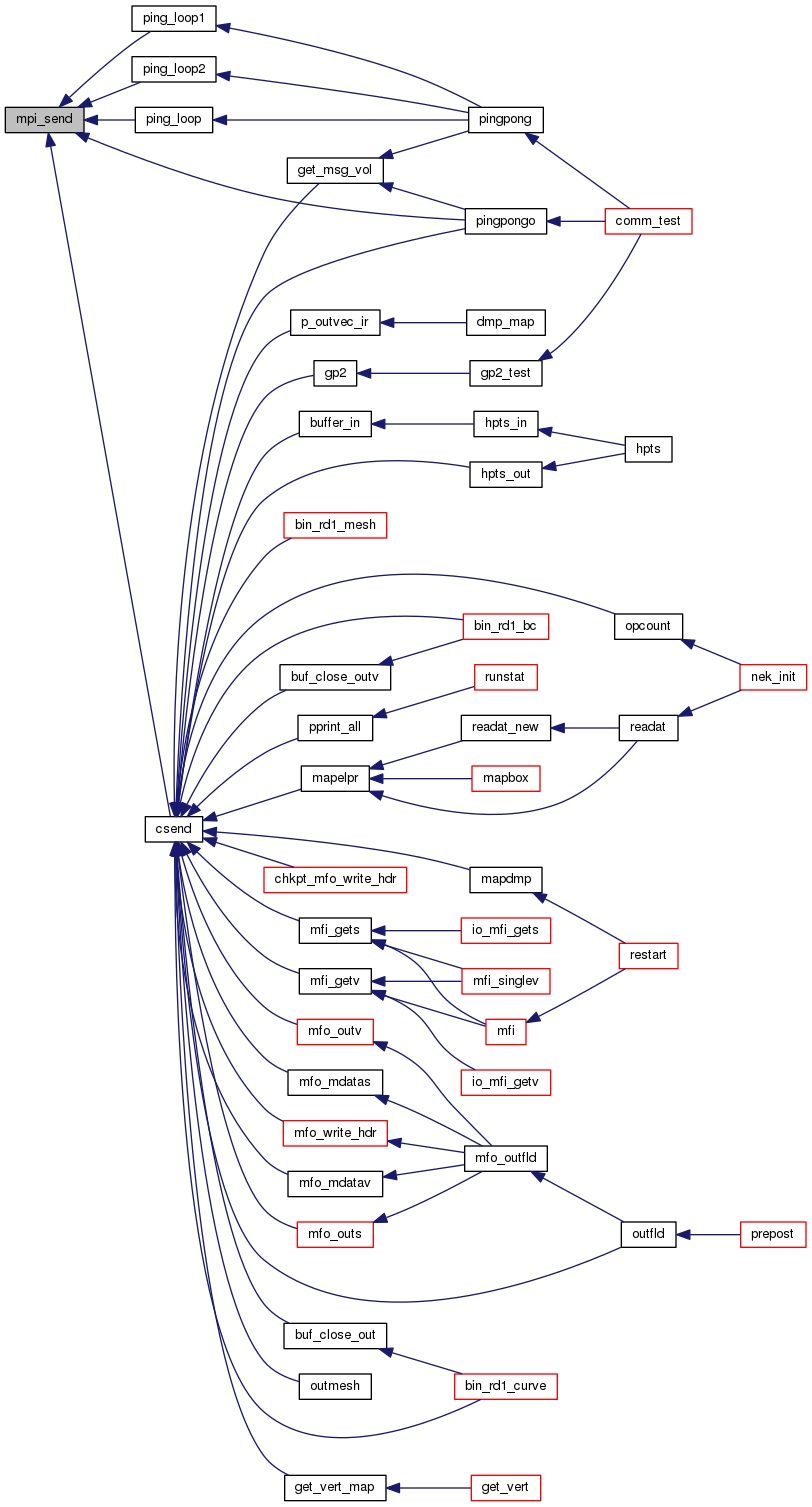 ping_loop1
ping_loop2
mpi_send
ping_loop
pingpong
get_msg_vol
pingpongo
comm_test
p_outvec_ir
dmp_map
gp2
gp2_test
buffer_in
hpts_in
hpts
hpts_out
bin_rd1_mesh
opcount
bin_rd1_bc
buf_close_outv
runstat
nek_init
pprint_all
readat_new
readat
mapelpr
mapbox
csend
chkpt_mfo_write_hdr
mapdmp
mfi_gets
io_mfi_gets
restart
mfi_getv
mfi_singlev
mfo_outv
mfi
mfo_mdatas
io_mfi_getv
mfo_write_hdr
mfo_outfld
mfo_mdatav
mfo_outs
outfld
prepost
buf_close_out
outmesh
bin_rd1_curve
get_vert_map
get_vert